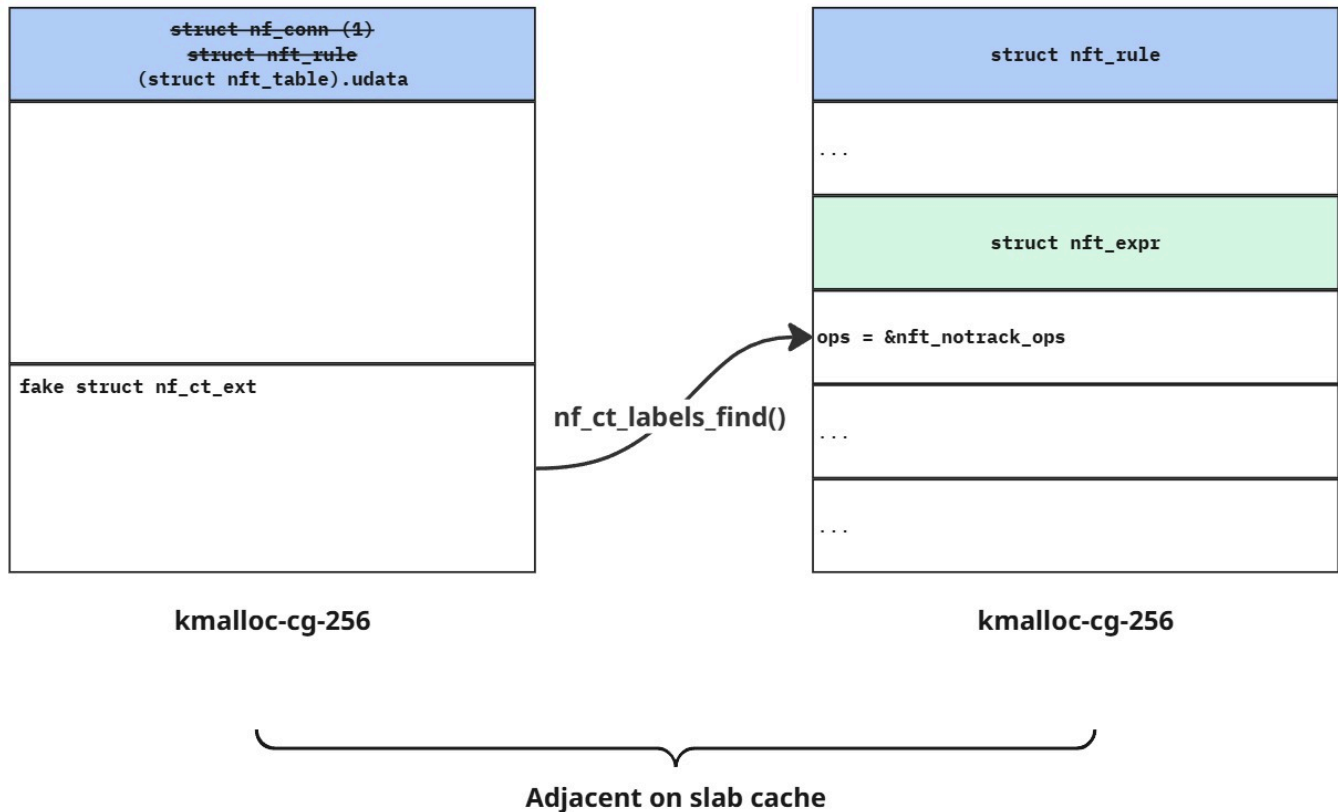 struct nf_conn (1)
struct nft_rule
(struct nft_table).udata
fake struct nf_ct_ext
nf_ct_labels_find()
struct nft_rule
...
struct nft_expr
ops = &nft_notrack_ops
...
...
kmalloc-cg-256
kmalloc-cg-256
Adjacent on slab cache